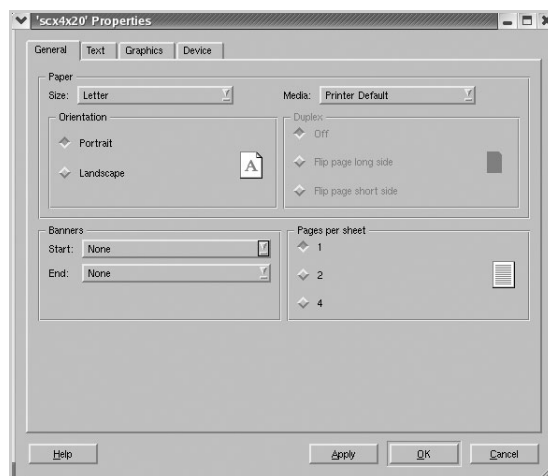 'scx4x20' Properties
General Text Graphics Device
Paper
Size: Letter Media: Printer Default
Orientation
Portrait
Landscape
A
Duplex
Off
Flip page long side
Flip page short side
Banners
Start: None
End: None
Pages per sheet
1
2
4
Help Apply OK Cancel